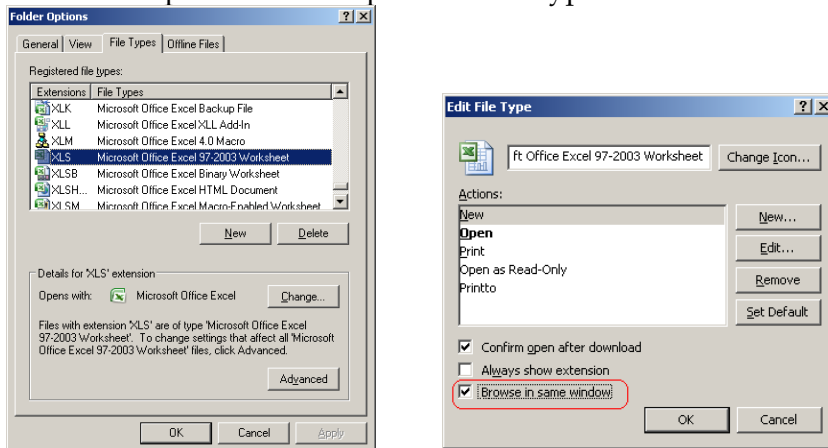 Folder Options
General View File Types Offline Files
Registered file types:
Extensions File Types
XLK Microsoft Office Excel Backup File
XLL Microsoft Office Excel XLL Add-In
XLM Microsoft Office Excel 4.0 Macro
XLS Microsoft Office Excel 97-2003 Worksheet
XLSB Microsoft Office Excel Binary Worksheet
XLSH... Microsoft Office Excel HTML Document
XLSM Microsoft Office Excel Macro-Enabled Worksheet
New Delete
Details for 'XLS' extension
Opens with: Microsoft Office Excel Change...
Files with extension 'XLS' are of type 'Microsoft Office Excel
97-2003 Worksheet'. To change settings that affect all 'Microsoft
Office Excel 97-2003 Worksheet' files, click Advanced.
Advanced
OK Cancel Apply
Edit File Type
ft Office Excel 97-2003 Worksheet Change Icon...
Actions:
New New...
Open
Print Edit...
Open as Read-Only
Printto Remove
Set Default
Confirm open after download
Always show extension
Browse in same window
OK Cancel